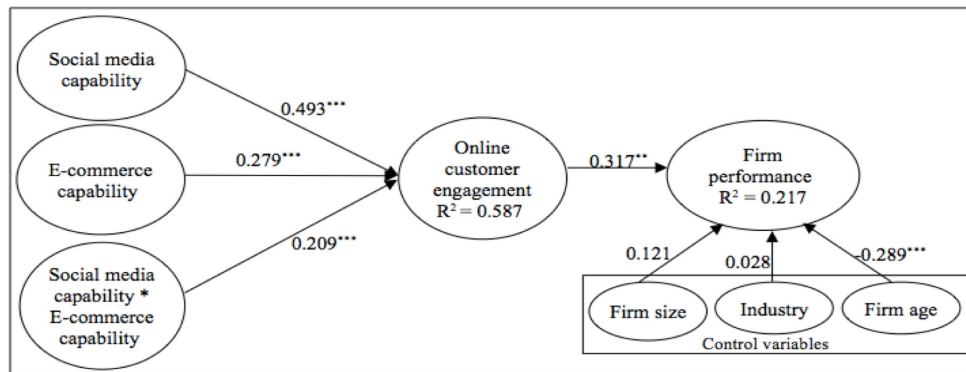 Social media
capability
0.493***
E-commerce
capability
0.279***
Social media
capability *
E-commerce
capability
0.209***
Online
customer
engagement
R² = 0.587
0.317**
Firm
performance
R² = 0.217
0.121
0.028
-0.289***
Firm size
Industry
Firm age
Control variables